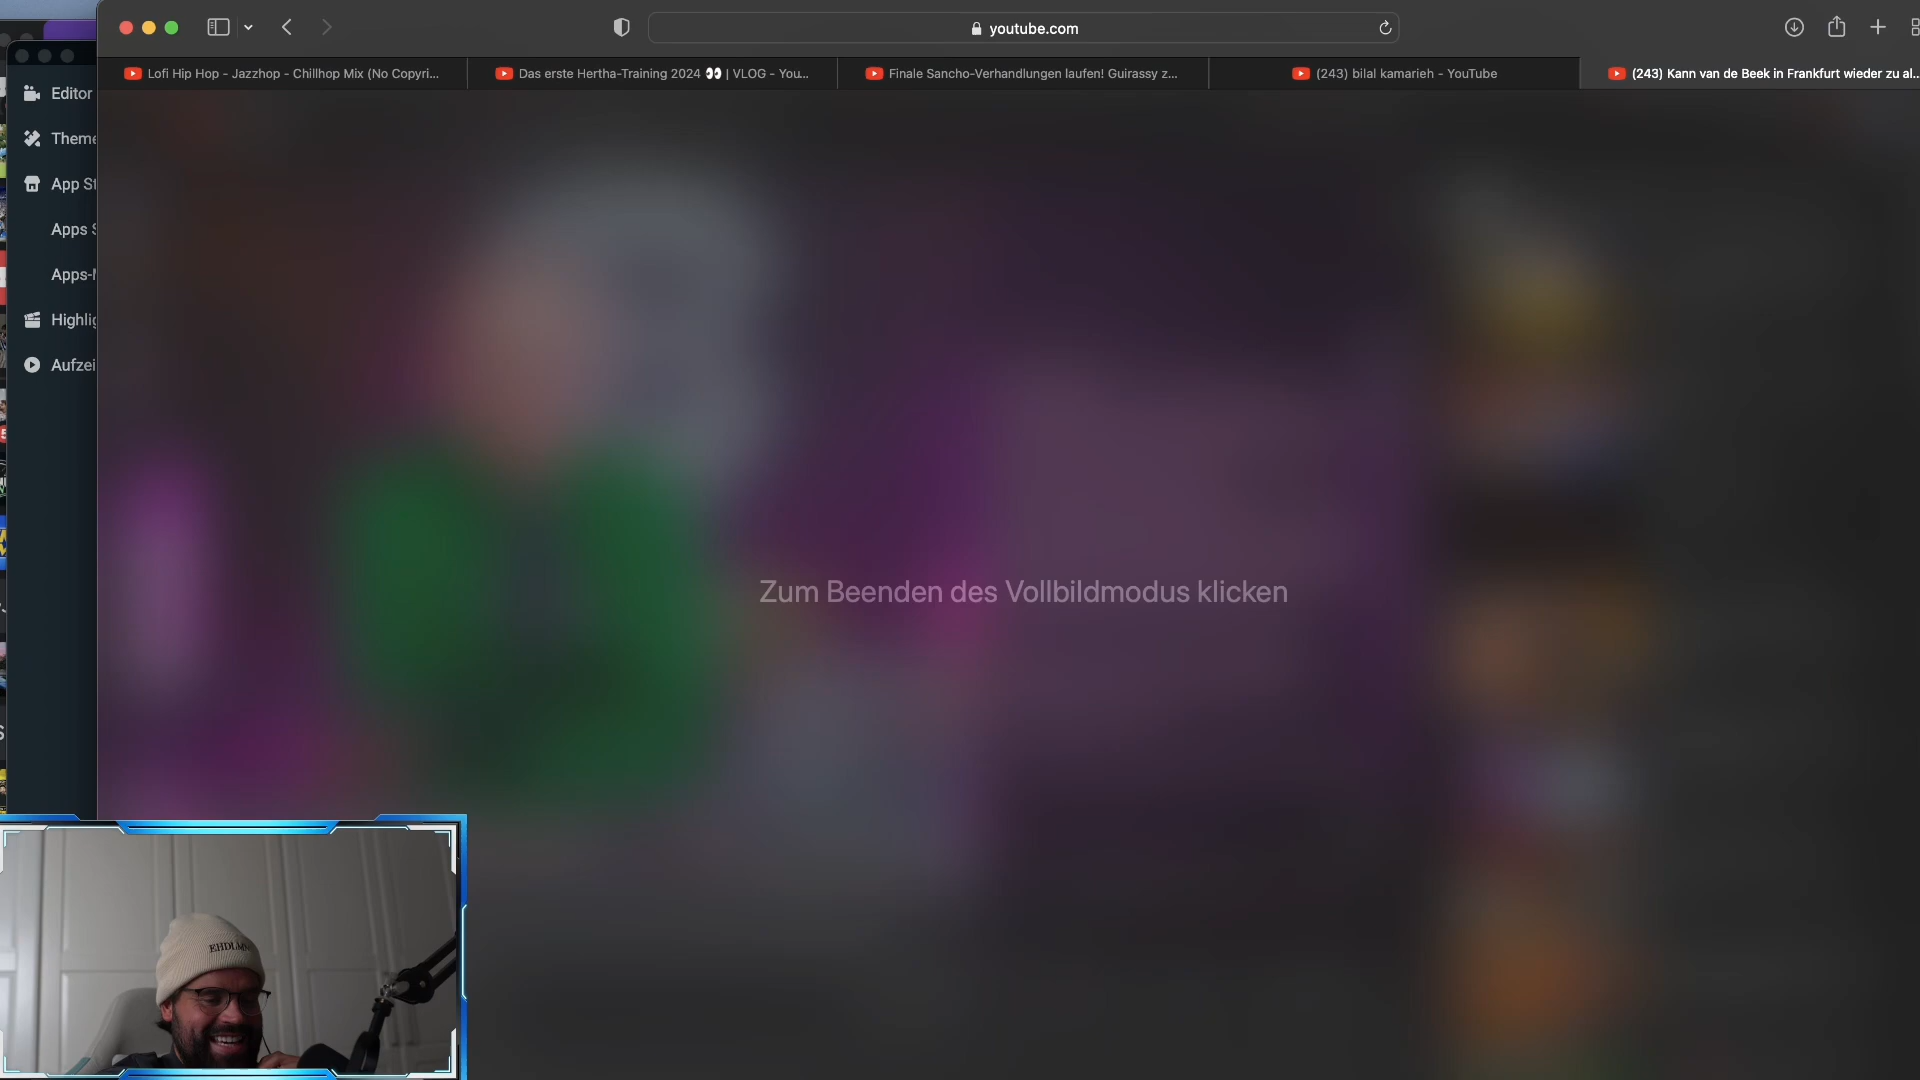 youtube.com
Lofi Hip Hop - Jazzhop - Chillhop Mix (No Copyri...
Das erste Hertha-Training 2024 👀 | VLOG - You...
Finale Sancho-Verhandlungen laufen! Guirassy z...
(243) bilal kamarieh - YouTube
(243) Kann van de Beek in Frankfurt wieder zu al...
Editor
Theme
App St
Apps S
Apps-
Highlig
Aufzei
Zum Beenden des Vollbildmodus klicken